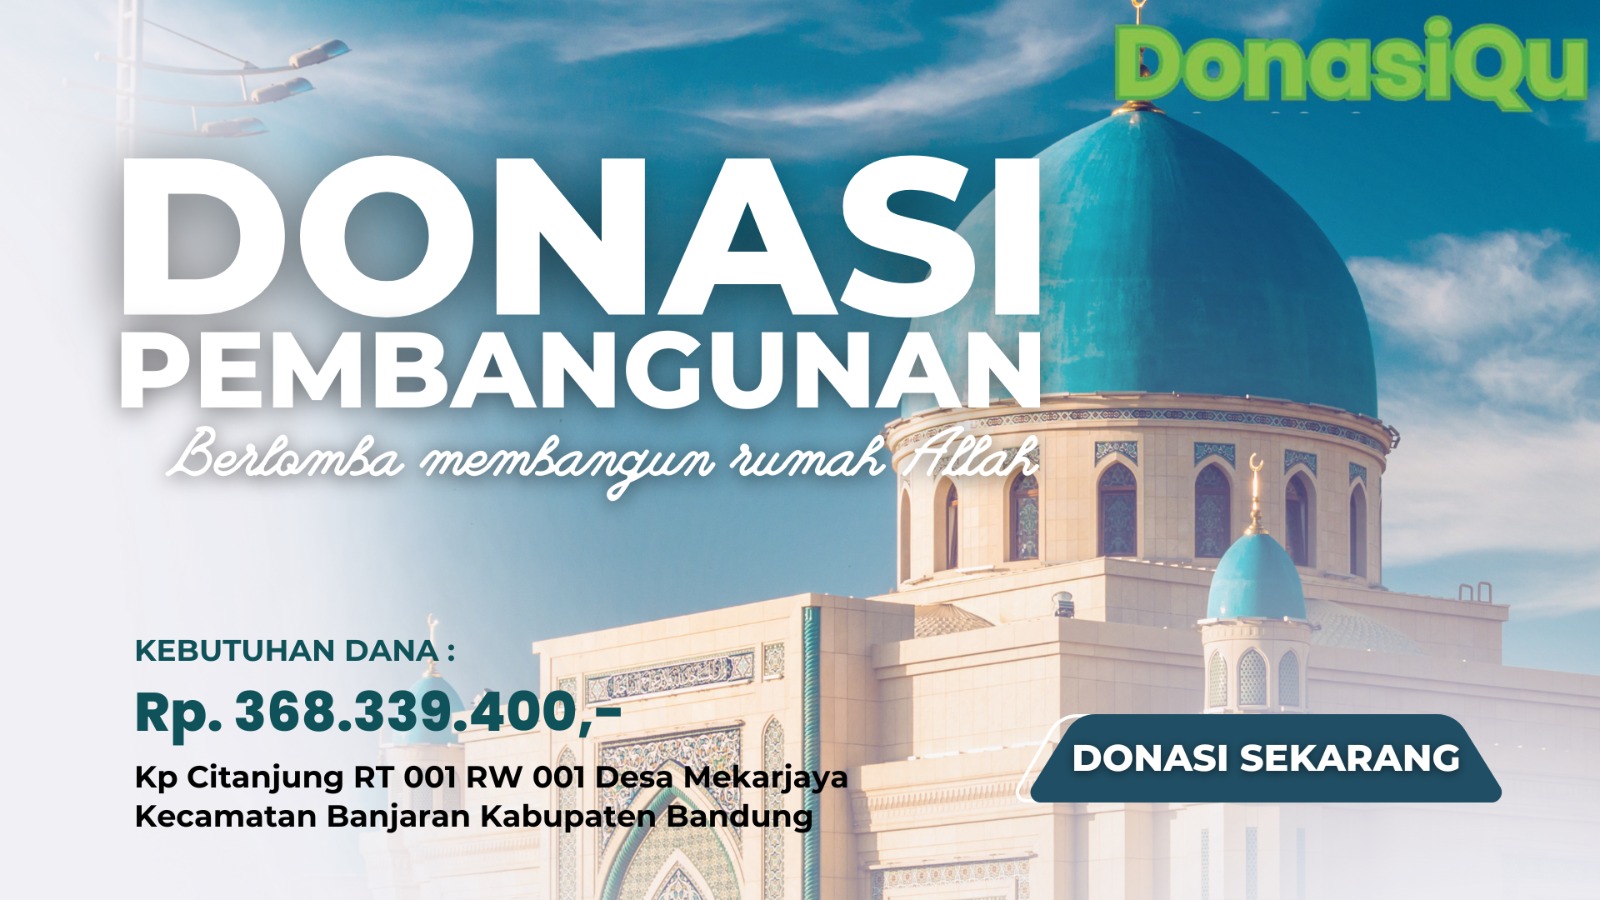 DonasiQu
DONASI
PEMBANGUNAN
Berlomba membangun rumah Allah
KEBUTUHAN DANA :
Rp. 368.339.400,-
Kp Citanjung RT 001 RW 001 Desa Mekarjaya
Kecamatan Banjaran Kabupaten Bandung
DONASI SEKARANG